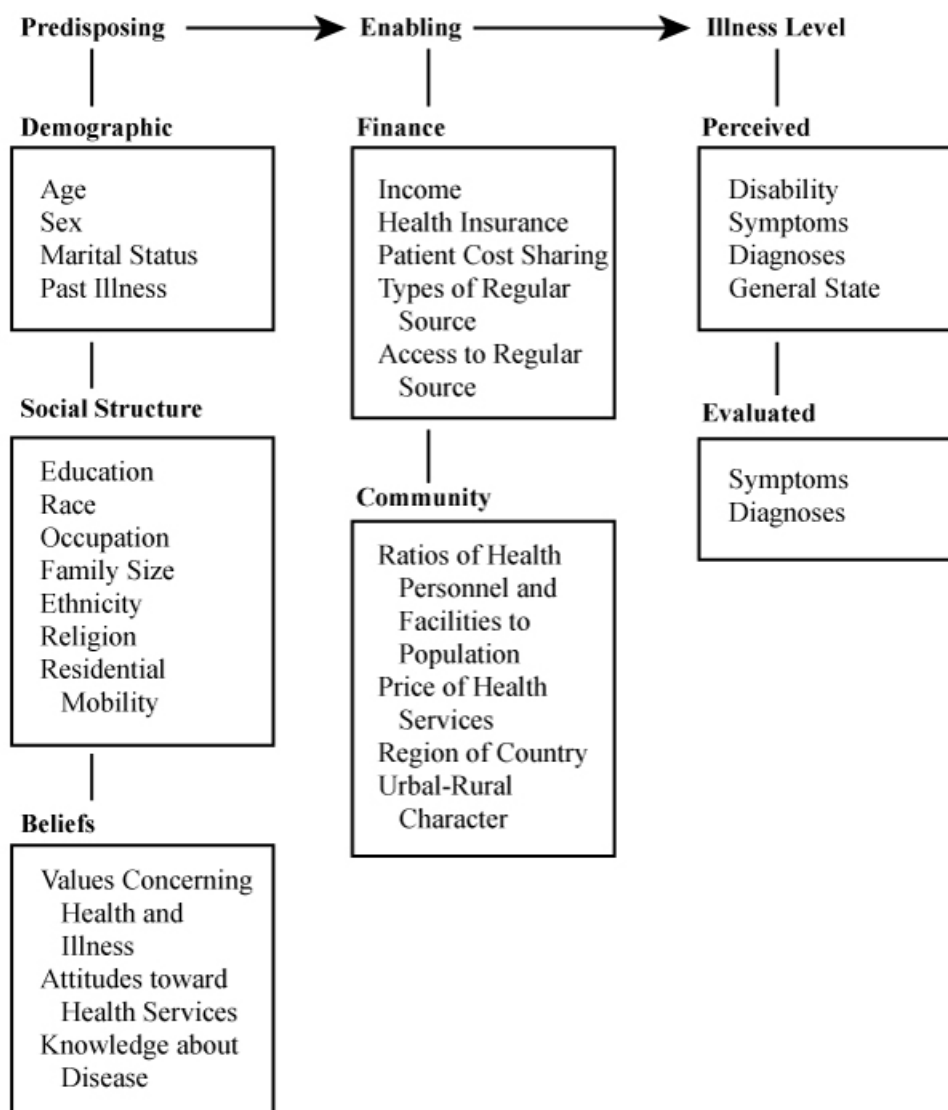 Predisposing
Enabling
Illness Level
Demographic
Age
Sex
Marital Status
Past Illness
Social Structure
Education
Race
Occupation
Family Size
Ethnicity
Religion
Residential
Mobility
Beliefs
Values Concerning
Health and
Illness
Attitudes toward
Health Services
Knowledge about
Disease
Finance
Income
Health Insurance
Patient Cost Sharing
Types of Regular
Source
Access to Regular
Source
Community
Ratios of Health
Personnel and
Facilities to
Population
Price of Health
Services
Region of Country
Urbal-Rural
Character
Perceived
Disability
Symptoms
Diagnoses
General State
Evaluated
Symptoms
Diagnoses